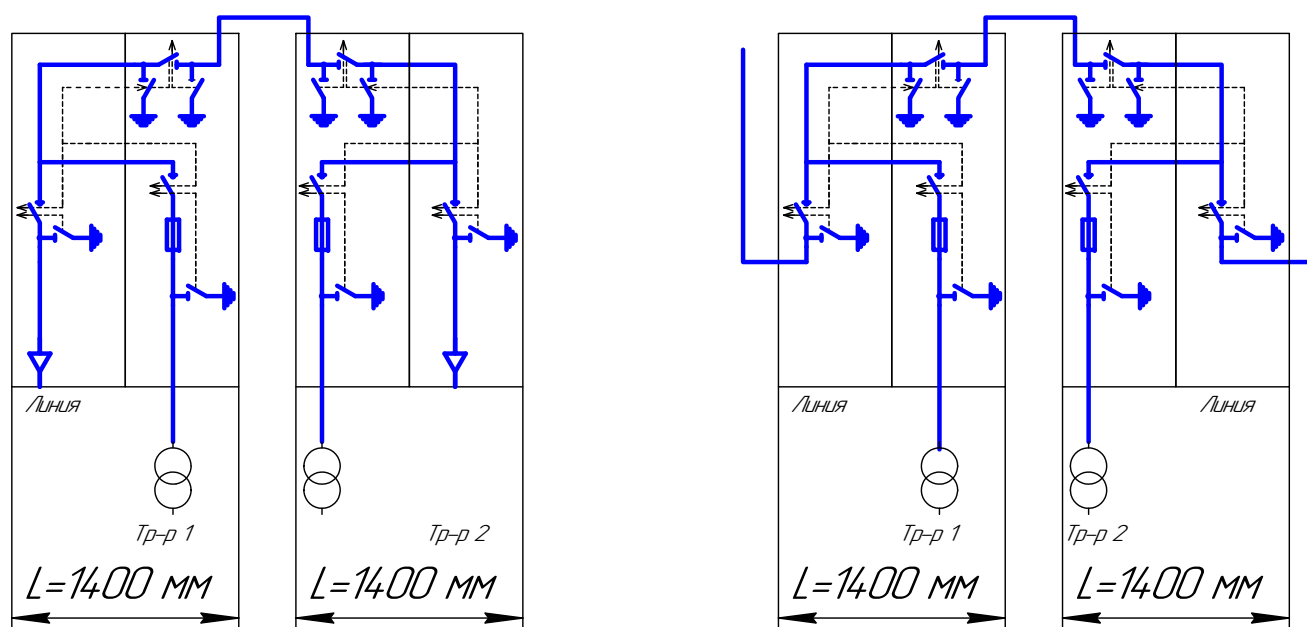 Линия Линия Линия
Тр-р 1 Тр-р 2 Тр-р 1 Тр-р 2
L=1400 мм L=1400 мм L=1400 мм L=1400 мм